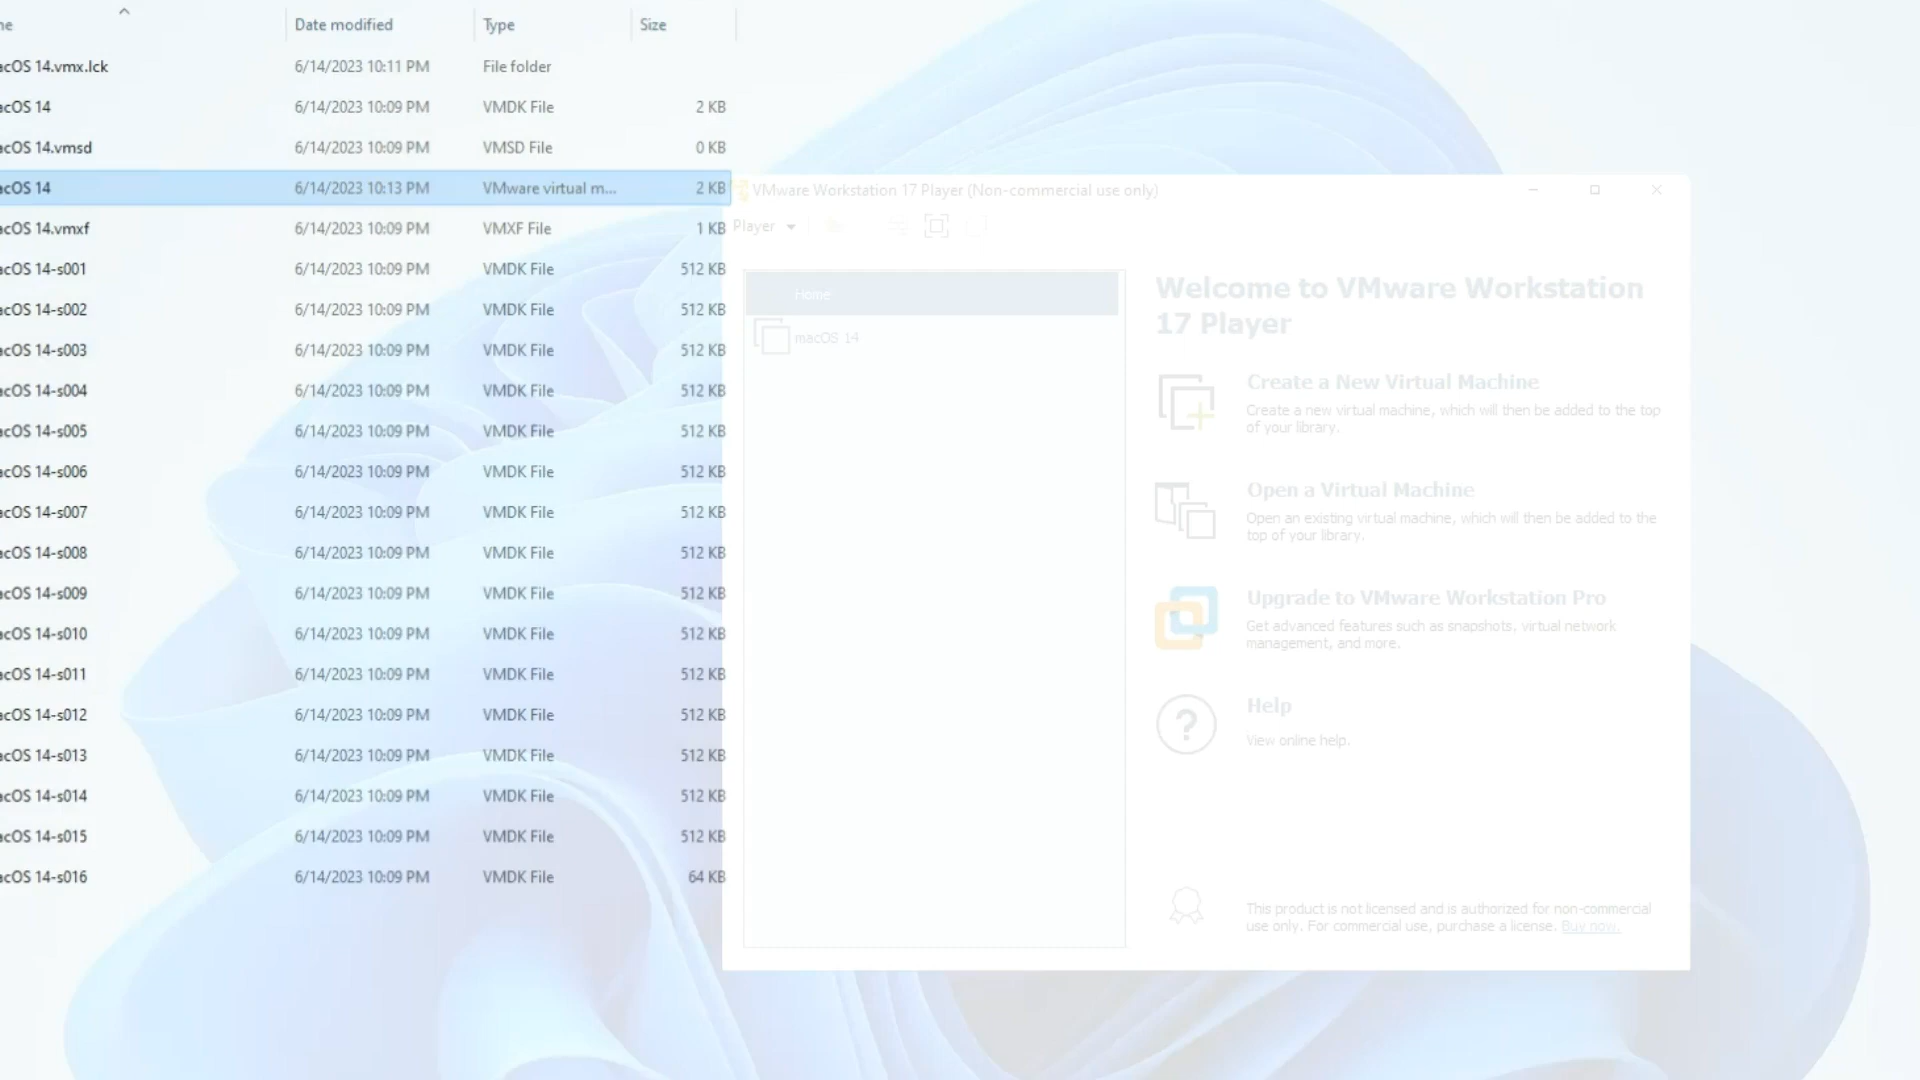 ne Date modified Type Size
acOS 14.vmx.lck 6/14/2023 10:11 PM File folder
acOS 14 6/14/2023 10:09 PM VMDK File 2 KB
acOS 14.vmsd 6/14/2023 10:09 PM VMSD File 0 KB
acOS 14 6/14/2023 10:13 PM VMware virtual m... 2 KB
acOS 14.vmxf 6/14/2023 10:09 PM VMXF File 1 KB
acOS 14-s001 6/14/2023 10:09 PM VMDK File 512 KB
acOS 14-s002 6/14/2023 10:09 PM VMDK File 512 KB
acOS 14-s003 6/14/2023 10:09 PM VMDK File 512 KB
acOS 14-s004 6/14/2023 10:09 PM VMDK File 512 KB
acOS 14-s005 6/14/2023 10:09 PM VMDK File 512 KB
acOS 14-s006 6/14/2023 10:09 PM VMDK File 512 KB
acOS 14-s007 6/14/2023 10:09 PM VMDK File 512 KB
acOS 14-s008 6/14/2023 10:09 PM VMDK File 512 KB
acOS 14-s009 6/14/2023 10:09 PM VMDK File 512 KB
acOS 14-s010 6/14/2023 10:09 PM VMDK File 512 KB
acOS 14-s011 6/14/2023 10:09 PM VMDK File 512 KB
acOS 14-s012 6/14/2023 10:09 PM VMDK File 512 KB
acOS 14-s013 6/14/2023 10:09 PM VMDK File 512 KB
acOS 14-s014 6/14/2023 10:09 PM VMDK File 512 KB
acOS 14-s015 6/14/2023 10:09 PM VMDK File 512 KB
acOS 14-s016 6/14/2023 10:09 PM VMDK File 64 KB
VMware Workstation 17 Player (Non-commercial use only)
Player
Home
macOS 14
Welcome to VMware Workstation
17 Player
Create a New Virtual Machine
Create a new virtual machine, which will then be added to the top
of your library.
Open a Virtual Machine
Open an existing virtual machine, which will then be added to the
top of your library.
Upgrade to VMware Workstation Pro
Get advanced features such as snapshots, virtual network
management, and more.
Help
View online help.
This product is not licensed and is authorized for non-commercial
use only. For commercial use, purchase a license. Buy now.